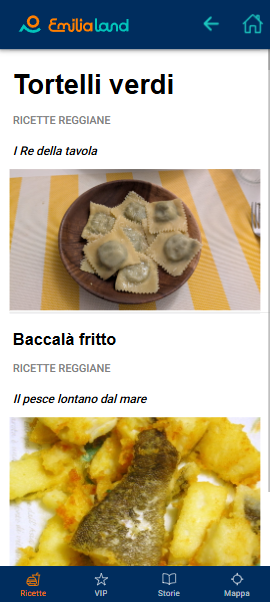 Emilialand
Tortelli verdi
RICETTE REGGIANE
I Re della tavola
Baccalà fritto
RICETTE REGGIANE
Il pesce lontano dal mare
Ricette VIP Storie Mappa